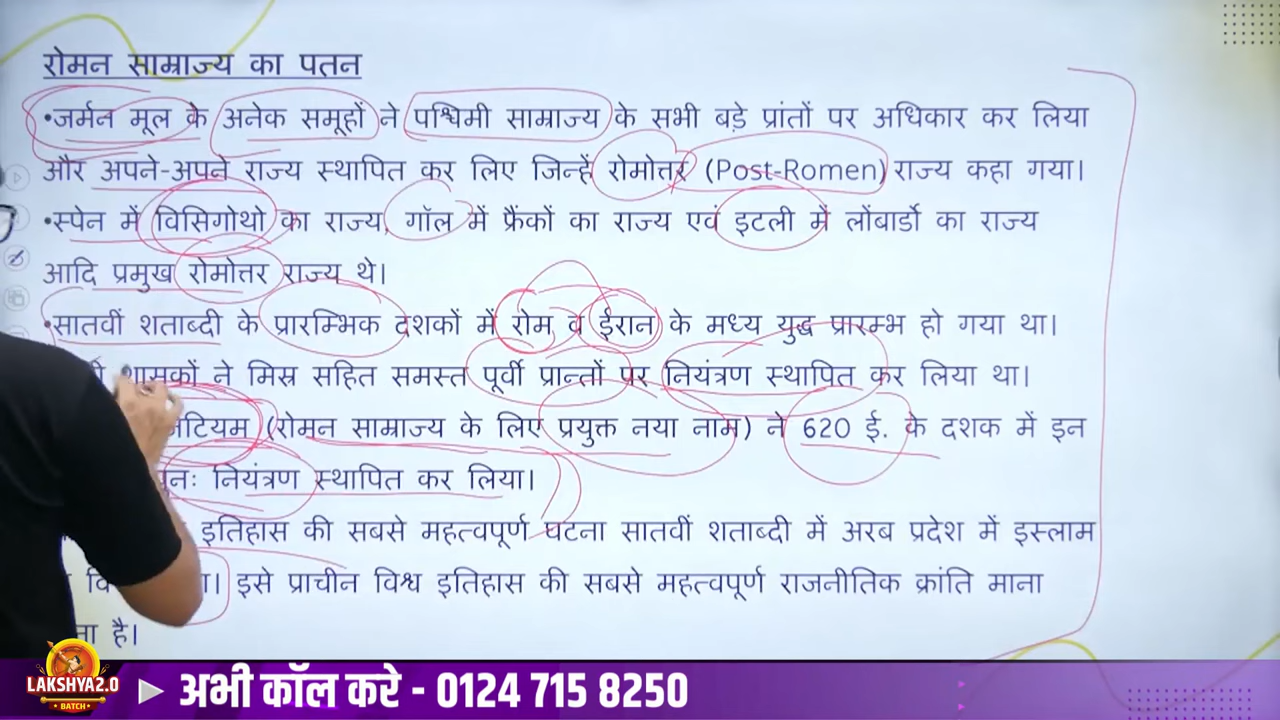 रोमन साम्राज्य का पतन
•जर्मन मूल के अनेक समूहों ने पश्चिमी साम्राज्य के सभी बड़े प्रांतों पर अधिकार कर लिया
और अपने-अपने राज्य स्थापित कर लिए जिन्हें रोमोत्तर (Post-Romen) राज्य कहा गया।
•स्पेन में विसिगोथो का राज्य, गॉल में फ्रैंकों का राज्य एवं इटली में लोंबार्डो का राज्य
आदि प्रमुख रोमोत्तर राज्य थे।
•सातवीं शताब्दी के प्रारम्भिक दशकों में रोम व ईरान के मध्य युद्ध प्रारम्भ हो गया था।
शासकों ने मिस्र सहित समस्त पूर्वी प्रान्तों पर नियंत्रण स्थापित कर लिया था।
(रोमन साम्राज्य के लिए प्रयुक्त नया नाम) ने 620 ई. के दशक में इन
नियंत्रण स्थापित कर लिया।
इतिहास की सबसे महत्वपूर्ण घटना सातवीं शताब्दी में अरब प्रदेश में इस्लाम
इसे प्राचीन विश्व इतिहास की सबसे महत्वपूर्ण राजनीतिक क्रांति माना
है।
LAKSHYA2.0
BATCH
अभी कॉल करे - 0124 715 8250